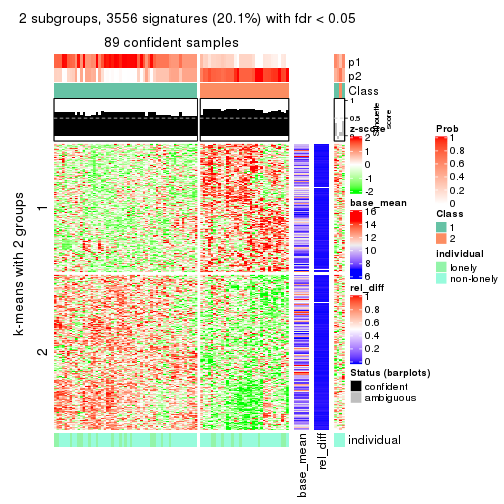 2 subgroups, 3556 signatures (20.1%) with fdr < 0.05
89 confident samples
p1
p2
Class
1
0.5
0
Silhouette
score
k-means with 2 groups
1
2
individual
base_mean
rel_diff
z-score
2
1
0
-1
-2
base_mean
16
14
12
10
8
6
rel_diff
1
0.8
0.6
0.4
0.2
0
Status (barplots)
confident
ambiguous
Prob
1
0.8
0.6
0.4
0.2
0
Class
1
2
individual
lonely
non-lonely